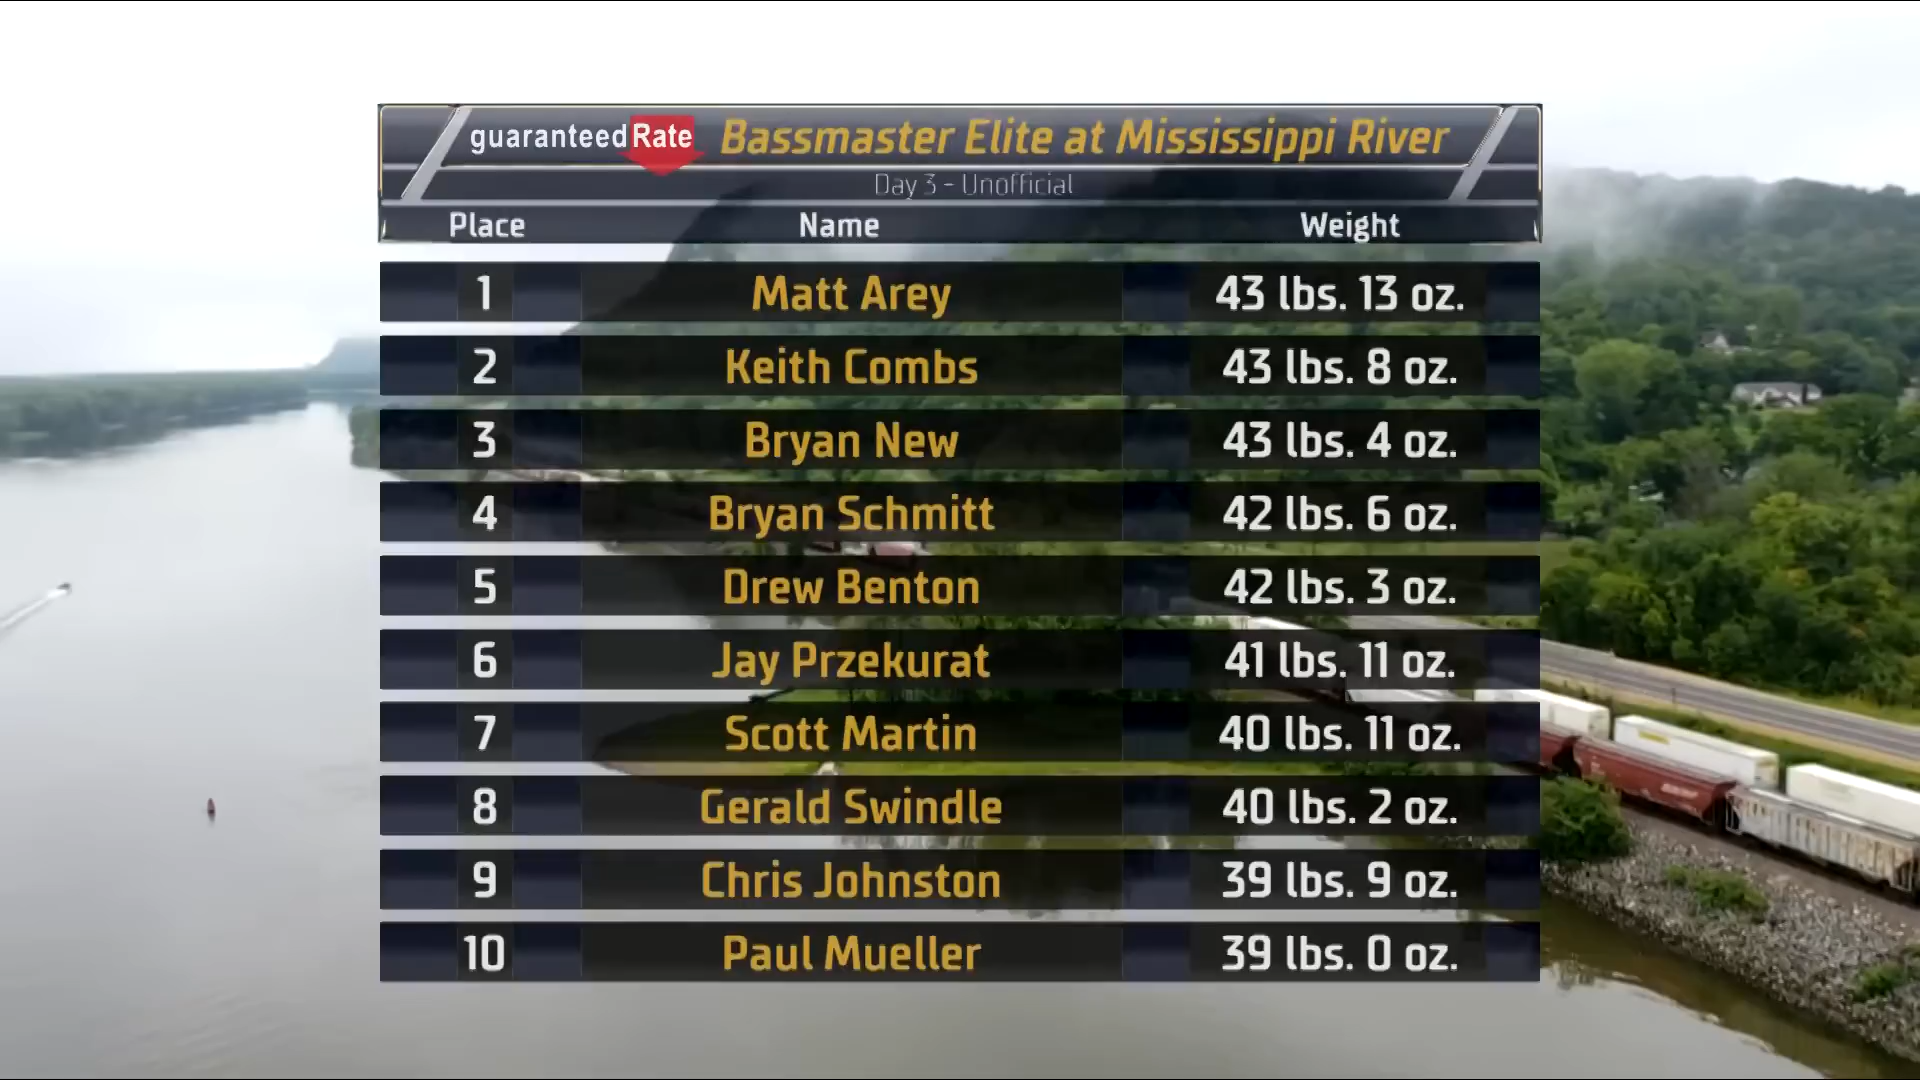 guaranteed Rate Bassmaster Elite at Mississippi River
Day 3 - Unofficial
Place Name Weight
1 Matt Arey 43 lbs. 13 oz.
2 Keith Combs 43 lbs. 8 oz.
3 Bryan New 43 lbs. 4 oz.
4 Bryan Schmitt 42 lbs. 6 oz.
5 Drew Benton 42 lbs. 3 oz.
6 Jay Przekurat 41 lbs. 11 oz.
7 Scott Martin 40 lbs. 11 oz.
8 Gerald Swindle 40 lbs. 2 oz.
9 Chris Johnston 39 lbs. 9 oz.
10 Paul Mueller 39 lbs. 0 oz.